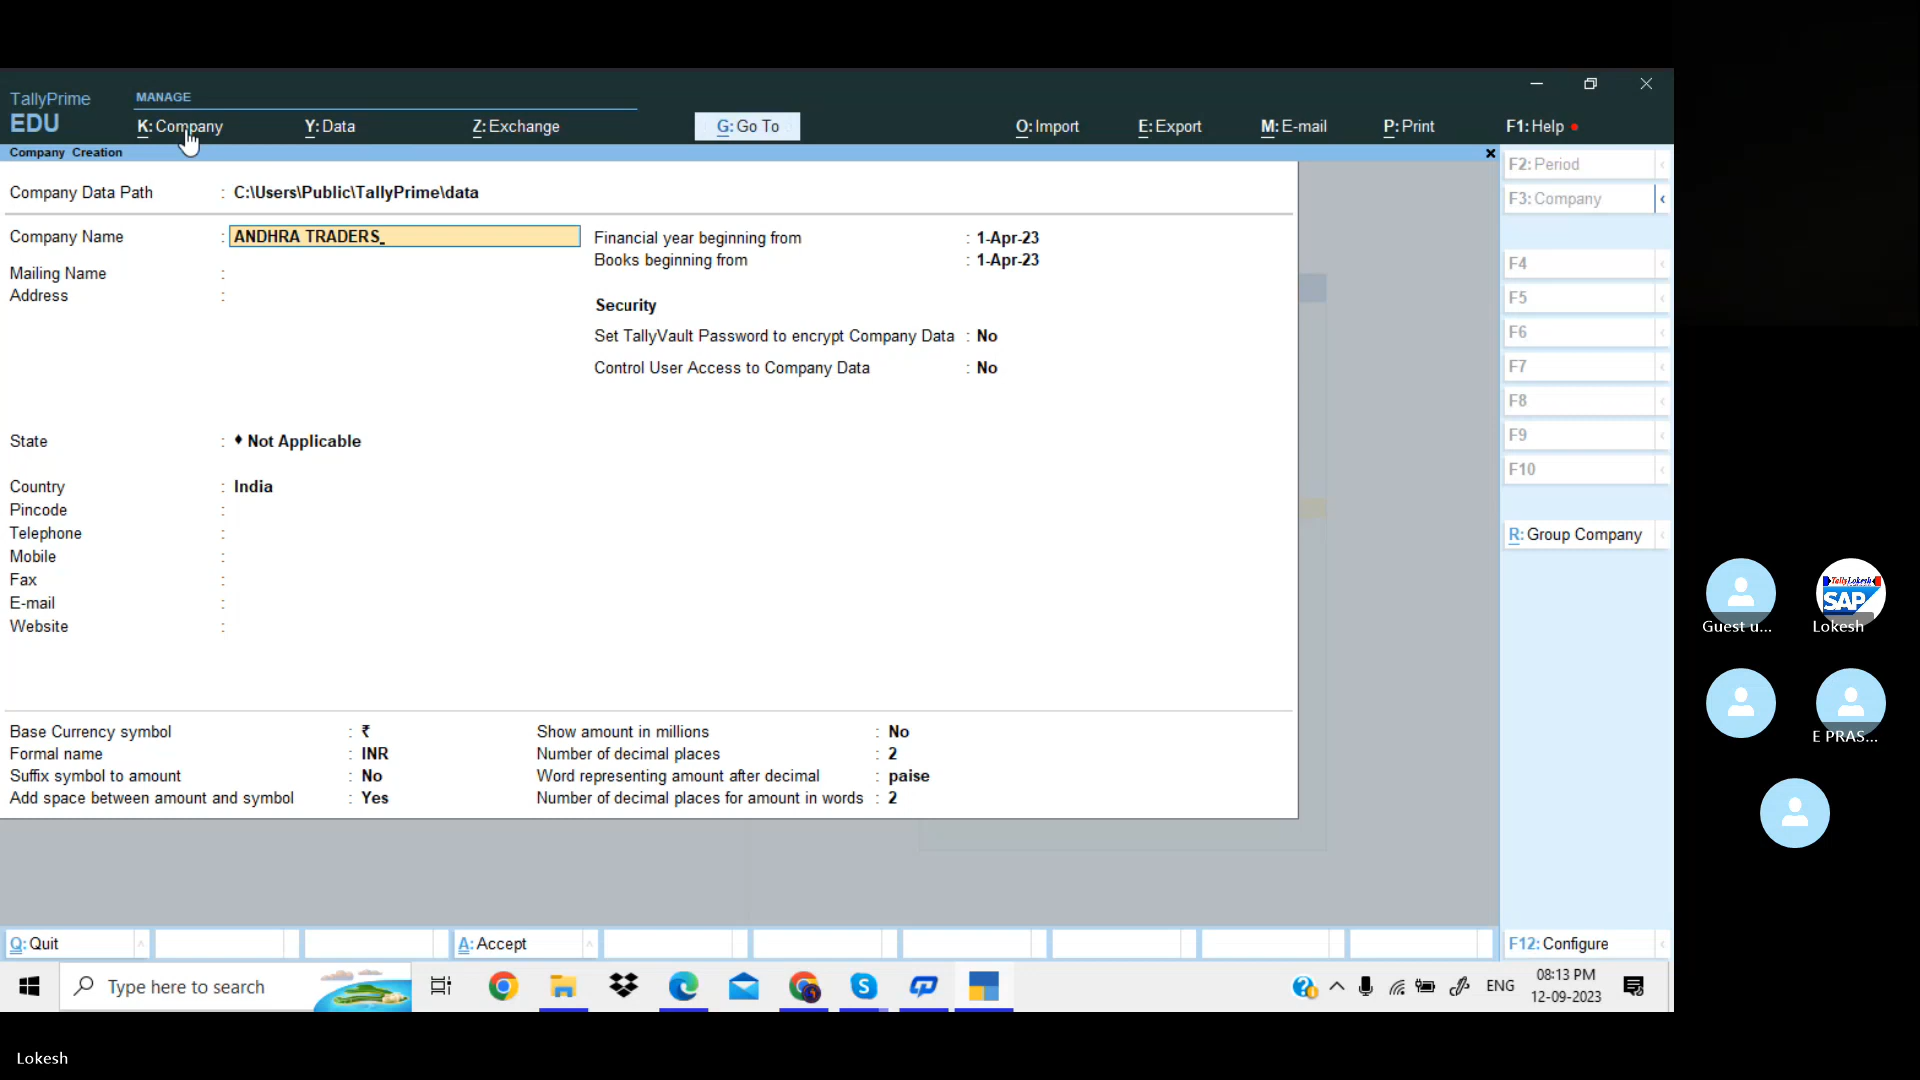 TallyPrime
EDU
MANAGE
K: Company
Y: Data
Z: Exchange
G: Go To
O: Import
E: Export
M: E-mail
P: Print
F1: Help
Company Creation
Company Data Path : C:\Users\Public\TallyPrime\data
Company Name : ANDHRA TRADERS_
Mailing Name :
Address :
Financial year beginning from : 1-Apr-23
Books beginning from : 1-Apr-23
Security
Set TallyVault Password to encrypt Company Data : No
Control User Access to Company Data : No
State : ♦ Not Applicable
Country : India
Pincode :
Telephone :
Mobile :
Fax :
E-mail :
Website :
Base Currency symbol : ₹
Formal name : INR
Suffix symbol to amount : No
Add space between amount and symbol : Yes
Show amount in millions : No
Number of decimal places : 2
Word representing amount after decimal : paise
Number of decimal places for amount in words : 2
F2: Period
F3: Company
F4
F5
F6
F7
F8
F9
F10
R: Group Company
F12: Configure
Q: Quit
A: Accept
Type here to search
ENG
08:13 PM
12-09-2023
Guest u...
TallyLokesh
SAP
Lokesh
E PRAS...
Lokesh